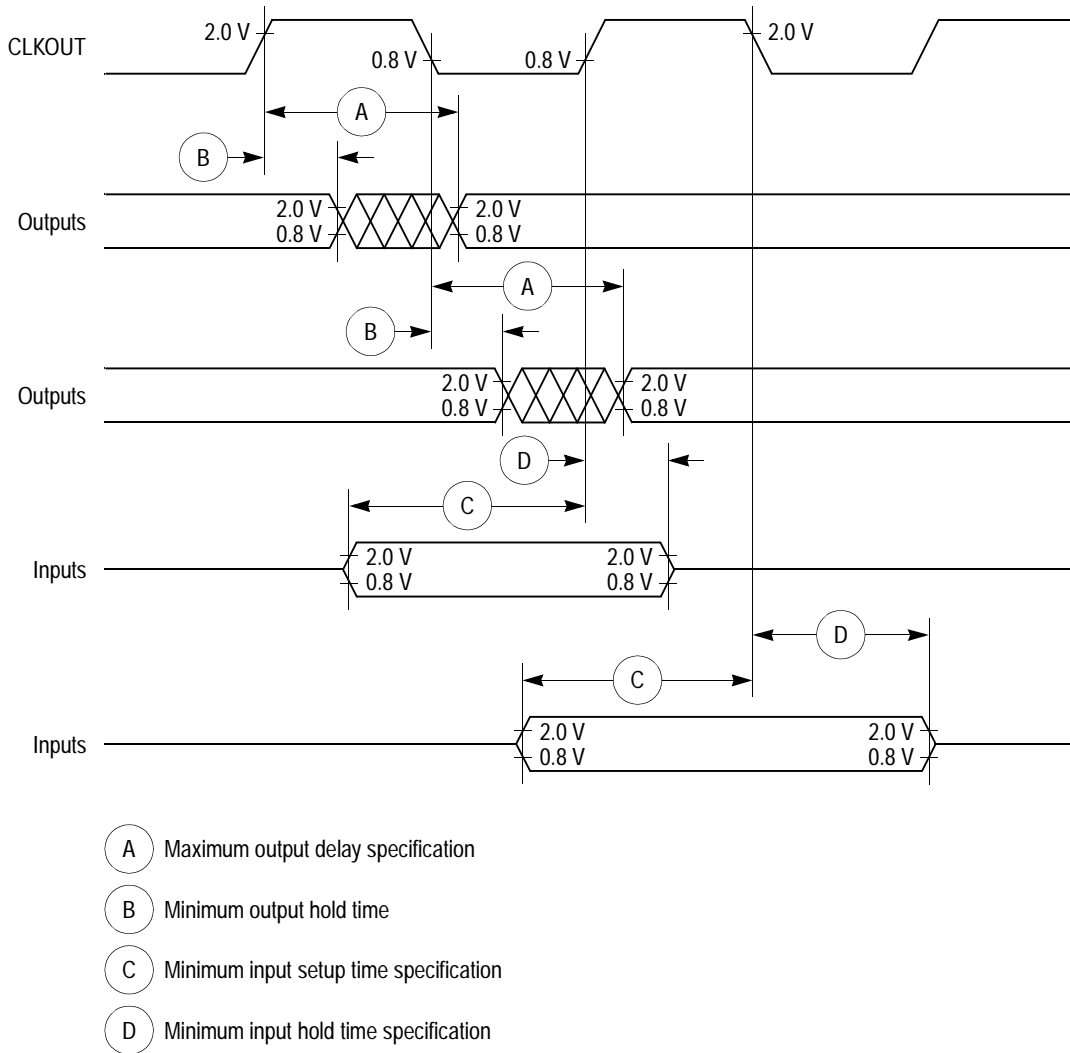 CLKOUT
2.0 V
0.8 V
0.8 V
2.0 V
A
B
Outputs
2.0 V
0.8 V
2.0 V
0.8 V
A
B
Outputs
2.0 V
0.8 V
2.0 V
0.8 V
D
C
Inputs
2.0 V
0.8 V
2.0 V
0.8 V
D
C
Inputs
2.0 V
0.8 V
2.0 V
0.8 V
A Maximum output delay specification
B Minimum output hold time
C Minimum input setup time specification
D Minimum input hold time specification